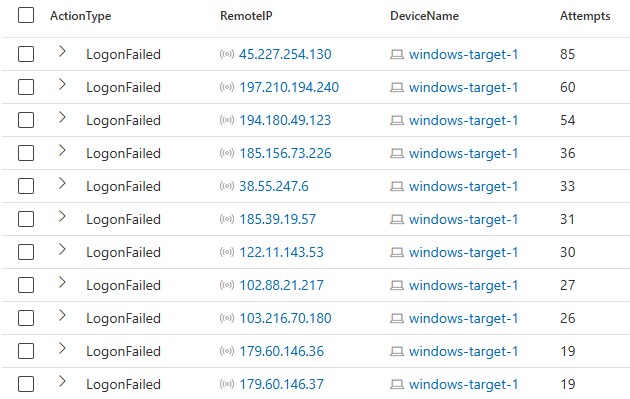 ActionType RemoteIP DeviceName Attempts
LogonFailed 45.227.254.130 windows-target-1 85
LogonFailed 197.210.194.240 windows-target-1 60
LogonFailed 194.180.49.123 windows-target-1 54
LogonFailed 185.156.73.226 windows-target-1 36
LogonFailed 38.55.247.6 windows-target-1 33
LogonFailed 185.39.19.57 windows-target-1 31
LogonFailed 122.11.143.53 windows-target-1 30
LogonFailed 102.88.21.217 windows-target-1 27
LogonFailed 103.216.70.180 windows-target-1 26
LogonFailed 179.60.146.36 windows-target-1 19
LogonFailed 179.60.146.37 windows-target-1 19